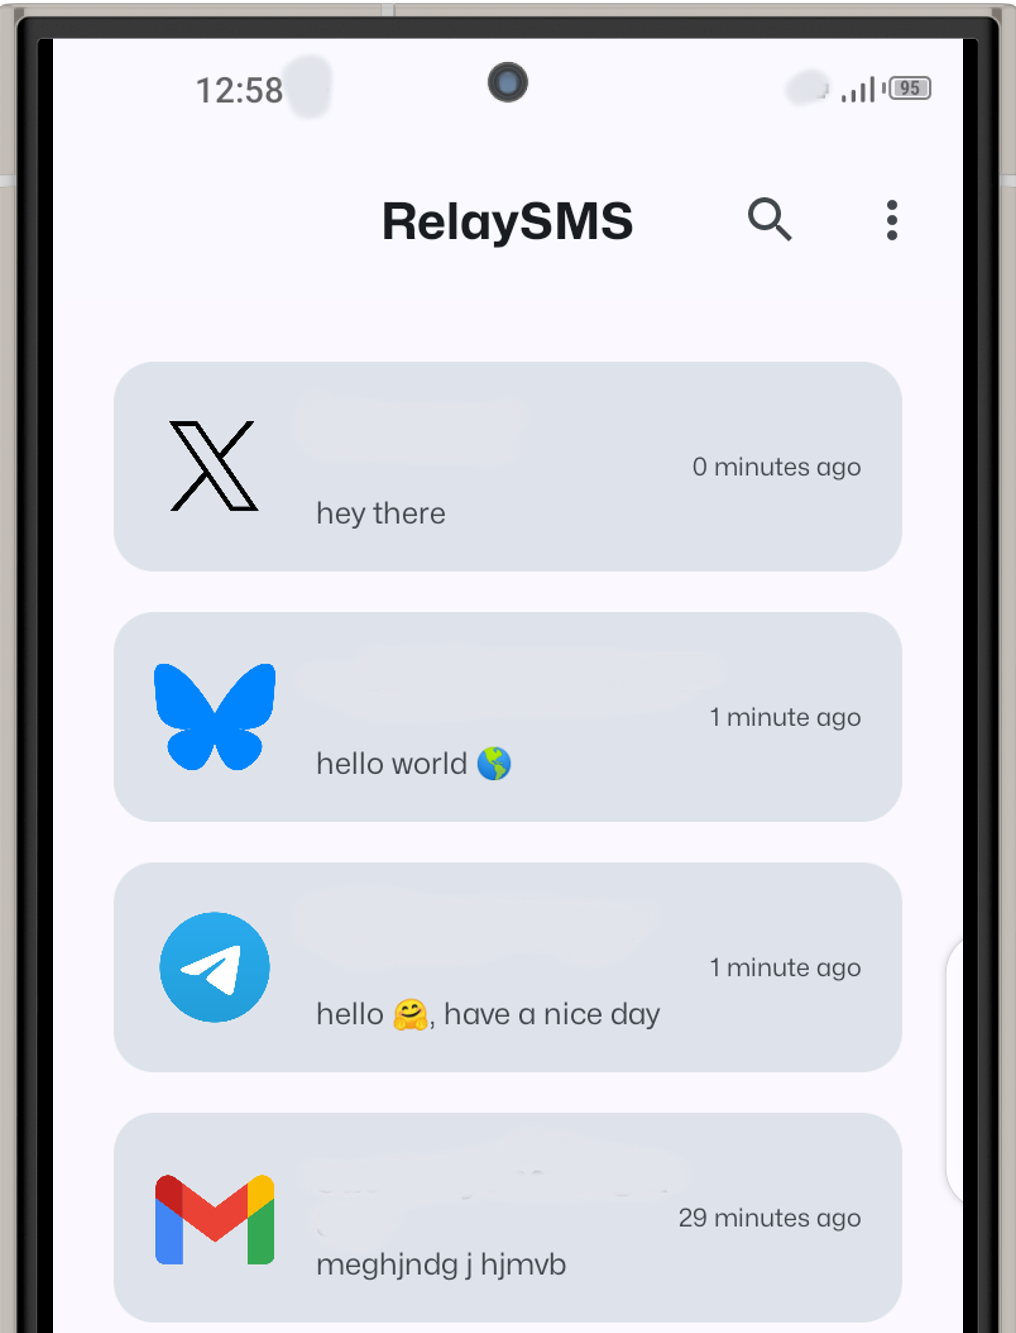 12:58
95
RelaySMS
0 minutes ago
hey there
1 minute ago
hello world 🌎
1 minute ago
hello 🤗, have a nice day
29 minutes ago
meghjndg j hjmvb